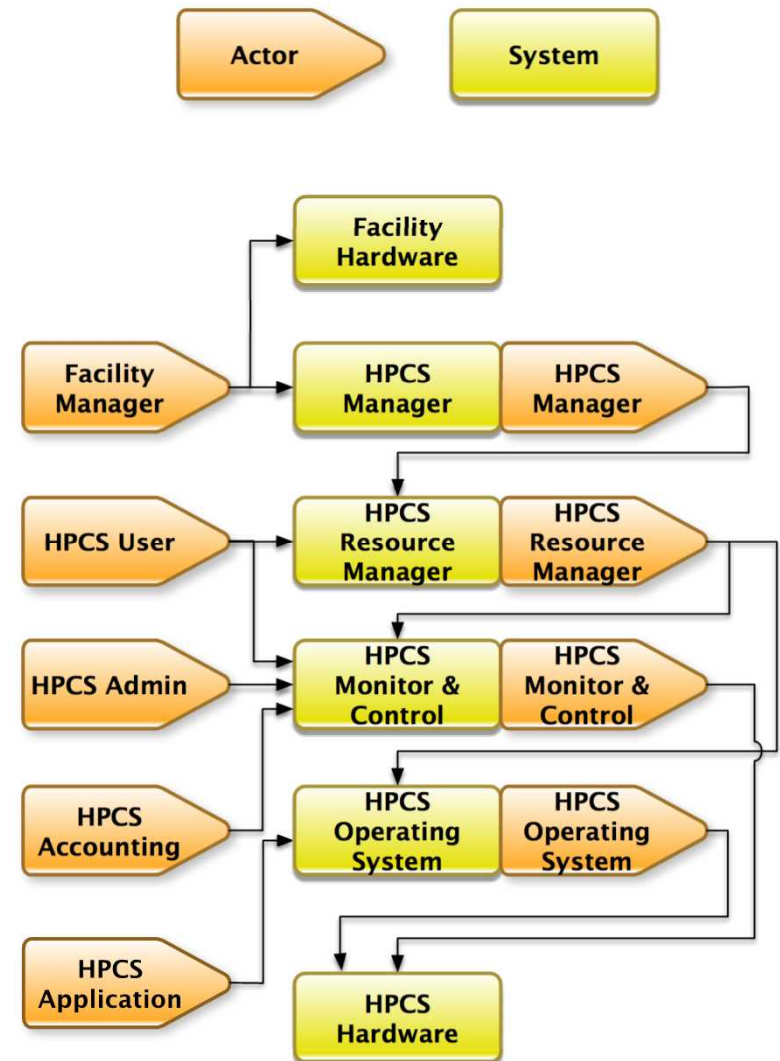 Actor
System
Facility
Hardware
Facility
Manager
HPCS
Manager
HPCS
Manager
HPCS User
HPCS
Resource
Manager
HPCS
Resource
Manager
HPCS Admin
HPCS
Monitor &
Control
HPCS
Monitor &
Control
HPCS
Accounting
HPCS
Operating
System
HPCS
Operating
System
HPCS
Application
HPCS
Hardware